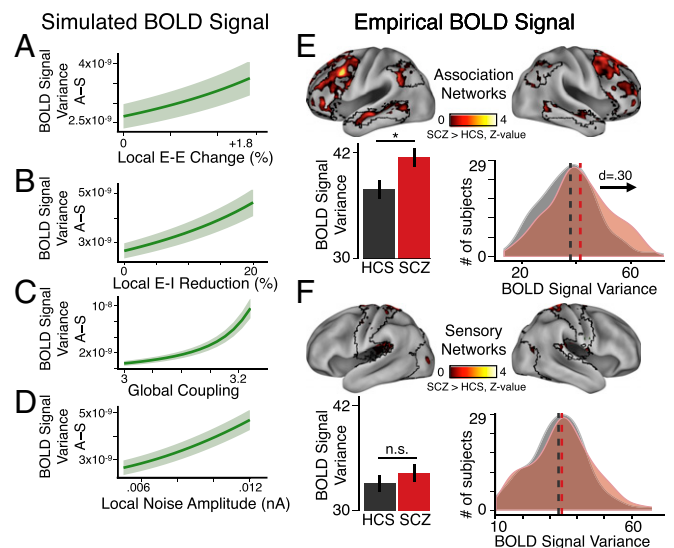 Simulated BOLD Signal
Empirical BOLD Signal
A
BOLD Signal
Variance
A–S
4x10-9
2.5x10-9
0
+1.8
Local E-E Change (%)
B
BOLD Signal
Variance
A–S
5x10-9
3x10-9
0
20
Local E-I Reduction (%)
C
BOLD Signal
Variance
A–S
10-8
2x10-9
3
3.2
Global Coupling
D
BOLD Signal
Variance
A–S
5x10-9
3x10-9
.006
.012
Local Noise Amplitude (nA)
E
Association
Networks
0
4
SCZ > HCS, Z-value
BOLD Signal
Variance
42
30
*
HCS
SCZ
# of subjects
29
0
d=.30
20
60
BOLD Signal Variance
F
Sensory
Networks
0
4
SCZ > HCS, Z-value
BOLD Signal
Variance
42
30
n.s.
HCS
SCZ
# of subjects
29
0
10
60
BOLD Signal Variance